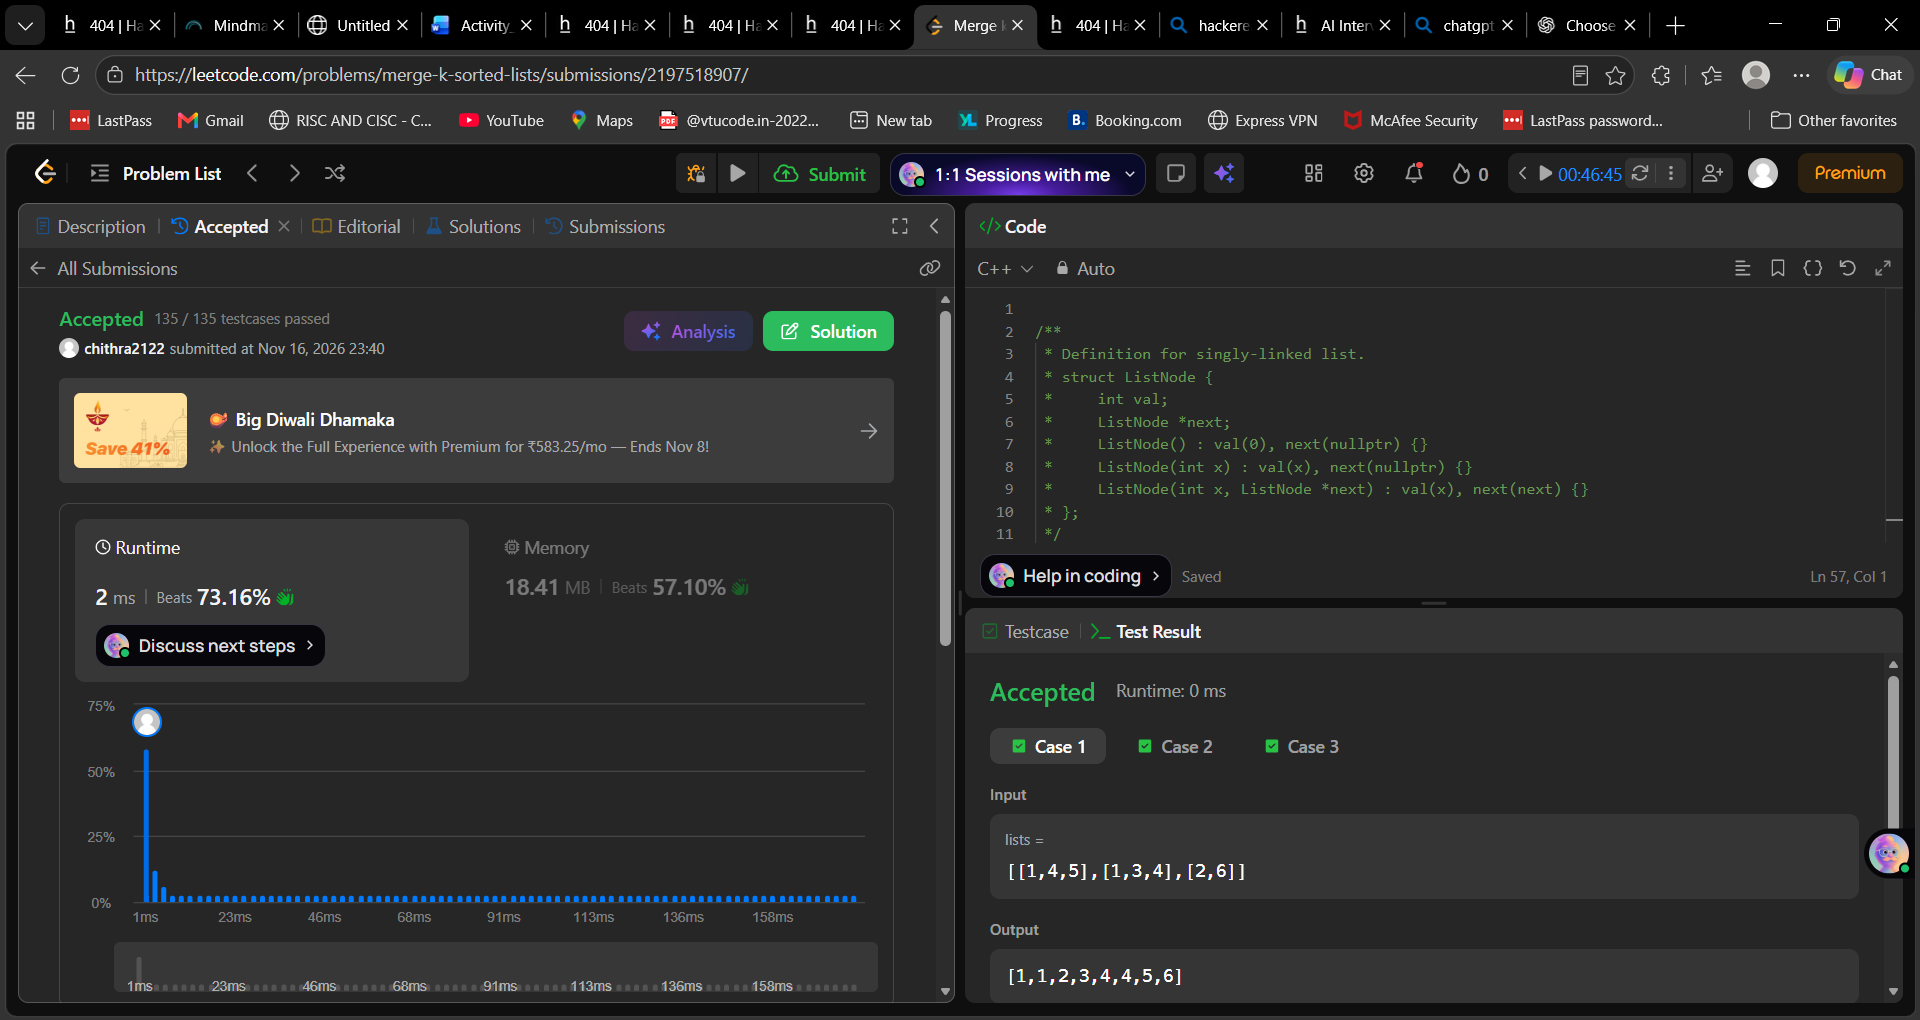 404 | Ha
Mindma
Untitled
Activity_
404 | Ha
404 | Ha
404 | Ha
Merge k
404 | Ha
hackere
AI Inter
chatgpt
Choose
https://leetcode.com/problems/merge-k-sorted-lists/submissions/2197518907/
Chat
LastPass
Gmail
RISC AND CISC - C...
YouTube
Maps
PDF
@vtucode.in-2022...
New tab
YL
Progress
B.
Booking.com
Express VPN
McAfee Security
LastPass password...
Other favorites
Problem List
Submit
1:1 Sessions with me
0
00:46:45
Premium
Description
Accepted
Editorial
Solutions
Submissions
All Submissions
Accepted 135 / 135 testcases passed
chithra2122 submitted at Nov 16, 2026 23:40
Analysis
Solution
Save 41%
Big Diwali Dhamaka
Unlock the Full Experience with Premium for ₹583.25/mo — Ends Nov 8!
Runtime
2 ms | Beats 73.16%
Discuss next steps
Memory
18.41 MB | Beats 57.10%
75%
50%
25%
0%
1ms 23ms 46ms 68ms 91ms 113ms 136ms 158ms
1ms 23ms 46ms 68ms 91ms 113ms 136ms 158ms
</> Code
C++
Auto
1
2 /**
3 * Definition for singly-linked list.
4 * struct ListNode {
5 *     int val;
6 *     ListNode *next;
7 *     ListNode() : val(0), next(nullptr) {}
8 *     ListNode(int x) : val(x), next(nullptr) {}
9 *     ListNode(int x, ListNode *next) : val(x), next(next) {}
10 * };
11 */
Help in coding
Saved
Ln 57, Col 1
Testcase
Test Result
Accepted Runtime: 0 ms
Case 1
Case 2
Case 3
Input
lists =
[[1,4,5],[1,3,4],[2,6]]
Output
[1,1,2,3,4,4,5,6]